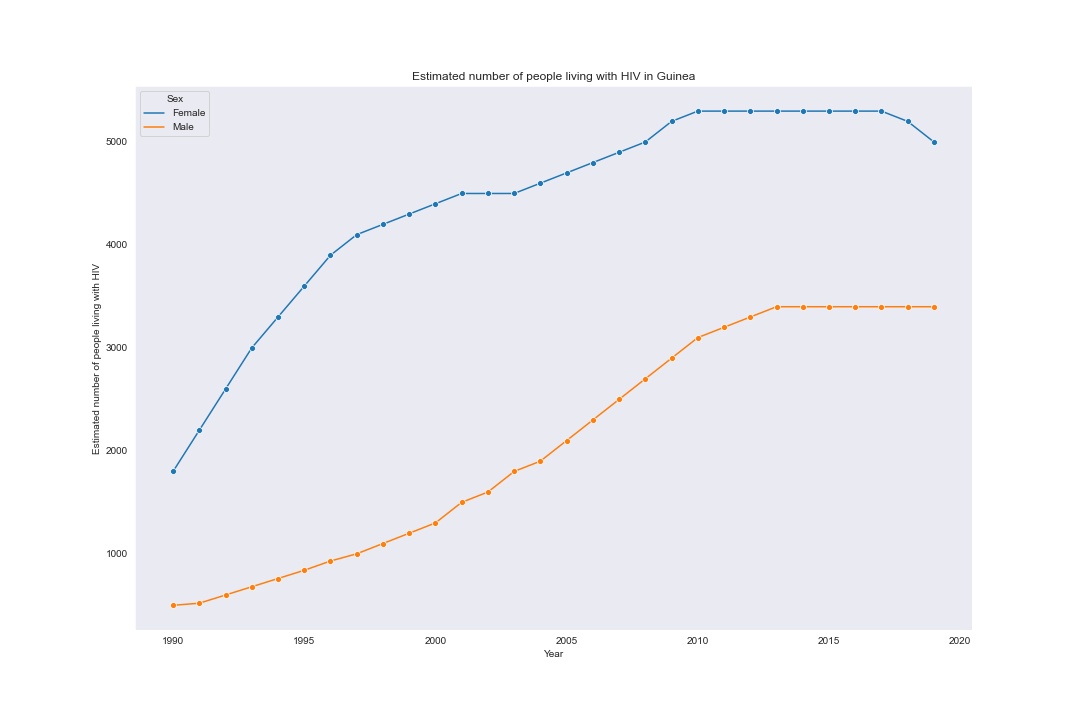 Estimated number of people living with HIV in Guinea
Sex
Female
Male
Estimated number of people living with HIV
5000
4000
3000
2000
1000
1990 1995 2000 2005 2010 2015 2020
Year